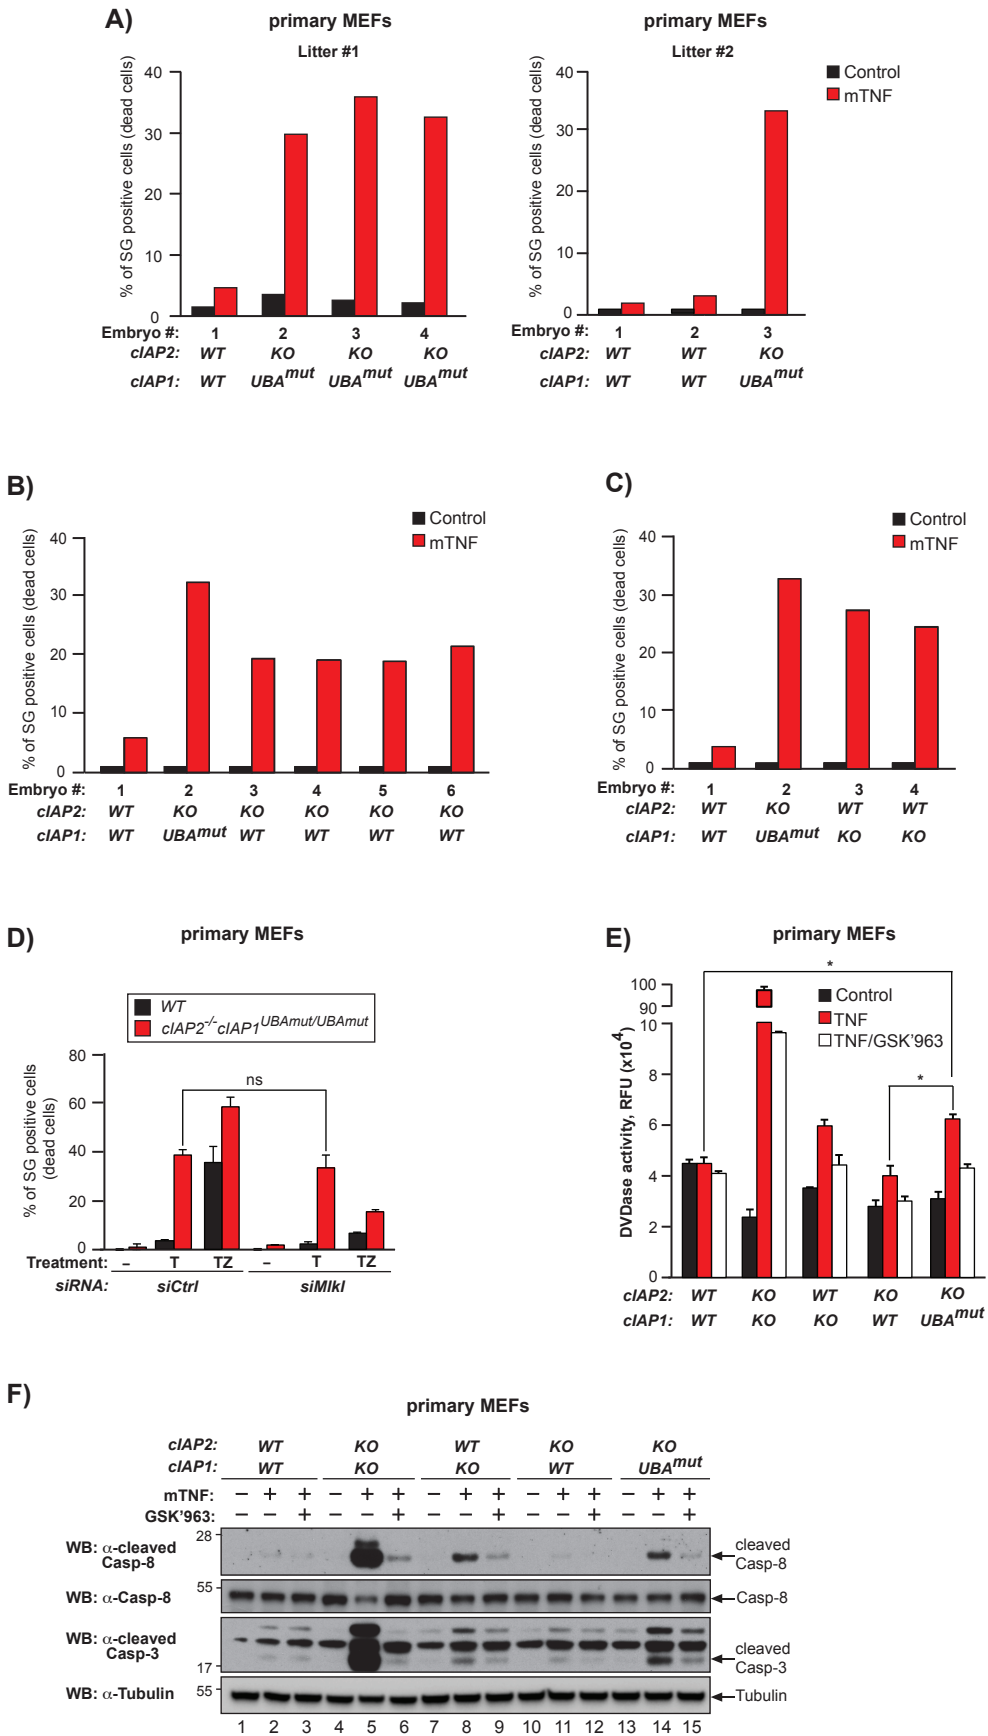 A)
primary MEFs
primary MEFs
Litter #1
Litter #2
Control
mTNF
% of SG positive cells (dead cells)
40
30
20
10
0
% of SG positive cells (dead cells)
40
30
20
10
0
Embryo #: 1 2 3 4
cIAP2: WT KO KO KO
cIAP1: WT UBAmut UBAmut UBAmut
Embryo #: 1 2 3
cIAP2: WT WT KO
cIAP1: WT WT UBAmut
B)
Control
mTNF
% of SG positive cells (dead cells)
40
30
20
10
0
Embryo #: 1 2 3 4 5 6
cIAP2: WT KO KO KO KO KO
cIAP1: WT UBAmut WT WT WT WT
C)
Control
mTNF
% of SG positive cells (dead cells)
40
30
20
10
0
Embryo #: 1 2 3 4
cIAP2: WT KO WT WT
cIAP1: WT UBAmut KO KO
D)
primary MEFs
WT
cIAP2-/-cIAP1UBAmut/UBAmut
% of SG positive cells
(dead cells)
80
60
40
20
0
ns
Treatment: – T TZ – T TZ
siRNA: siCtrl siMlkl
E)
primary MEFs
*
Control
TNF
TNF/GSK'963
*
DVDase activity, RFU (x10⁴)
100
90
10
8
6
4
2
0
cIAP2: WT KO WT KO KO
cIAP1: WT KO KO WT UBAmut
F)
primary MEFs
cIAP2: WT KO WT KO KO
cIAP1: WT KO KO WT UBAmut
mTNF: – + + – + + – + + – + + – + +
GSK'963: – – + – – + – – + – – + – – +
WB: α-cleaved
Casp-8
28
cleaved
Casp-8
WB: α-Casp-8
55
Casp-8
WB: α-cleaved
Casp-3
17
cleaved
Casp-3
WB: α-Tubulin
55
Tubulin
1 2 3 4 5 6 7 8 9 10 11 12 13 14 15